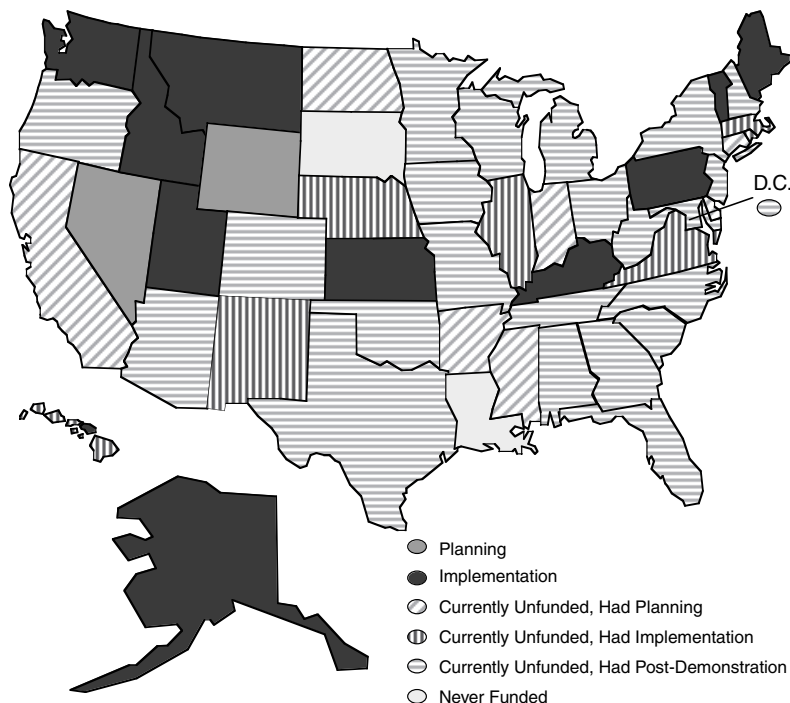 D.C.
Planning
Implementation
Currently Unfunded, Had Planning
Currently Unfunded, Had Implementation
Currently Unfunded, Had Post-Demonstration
Never Funded